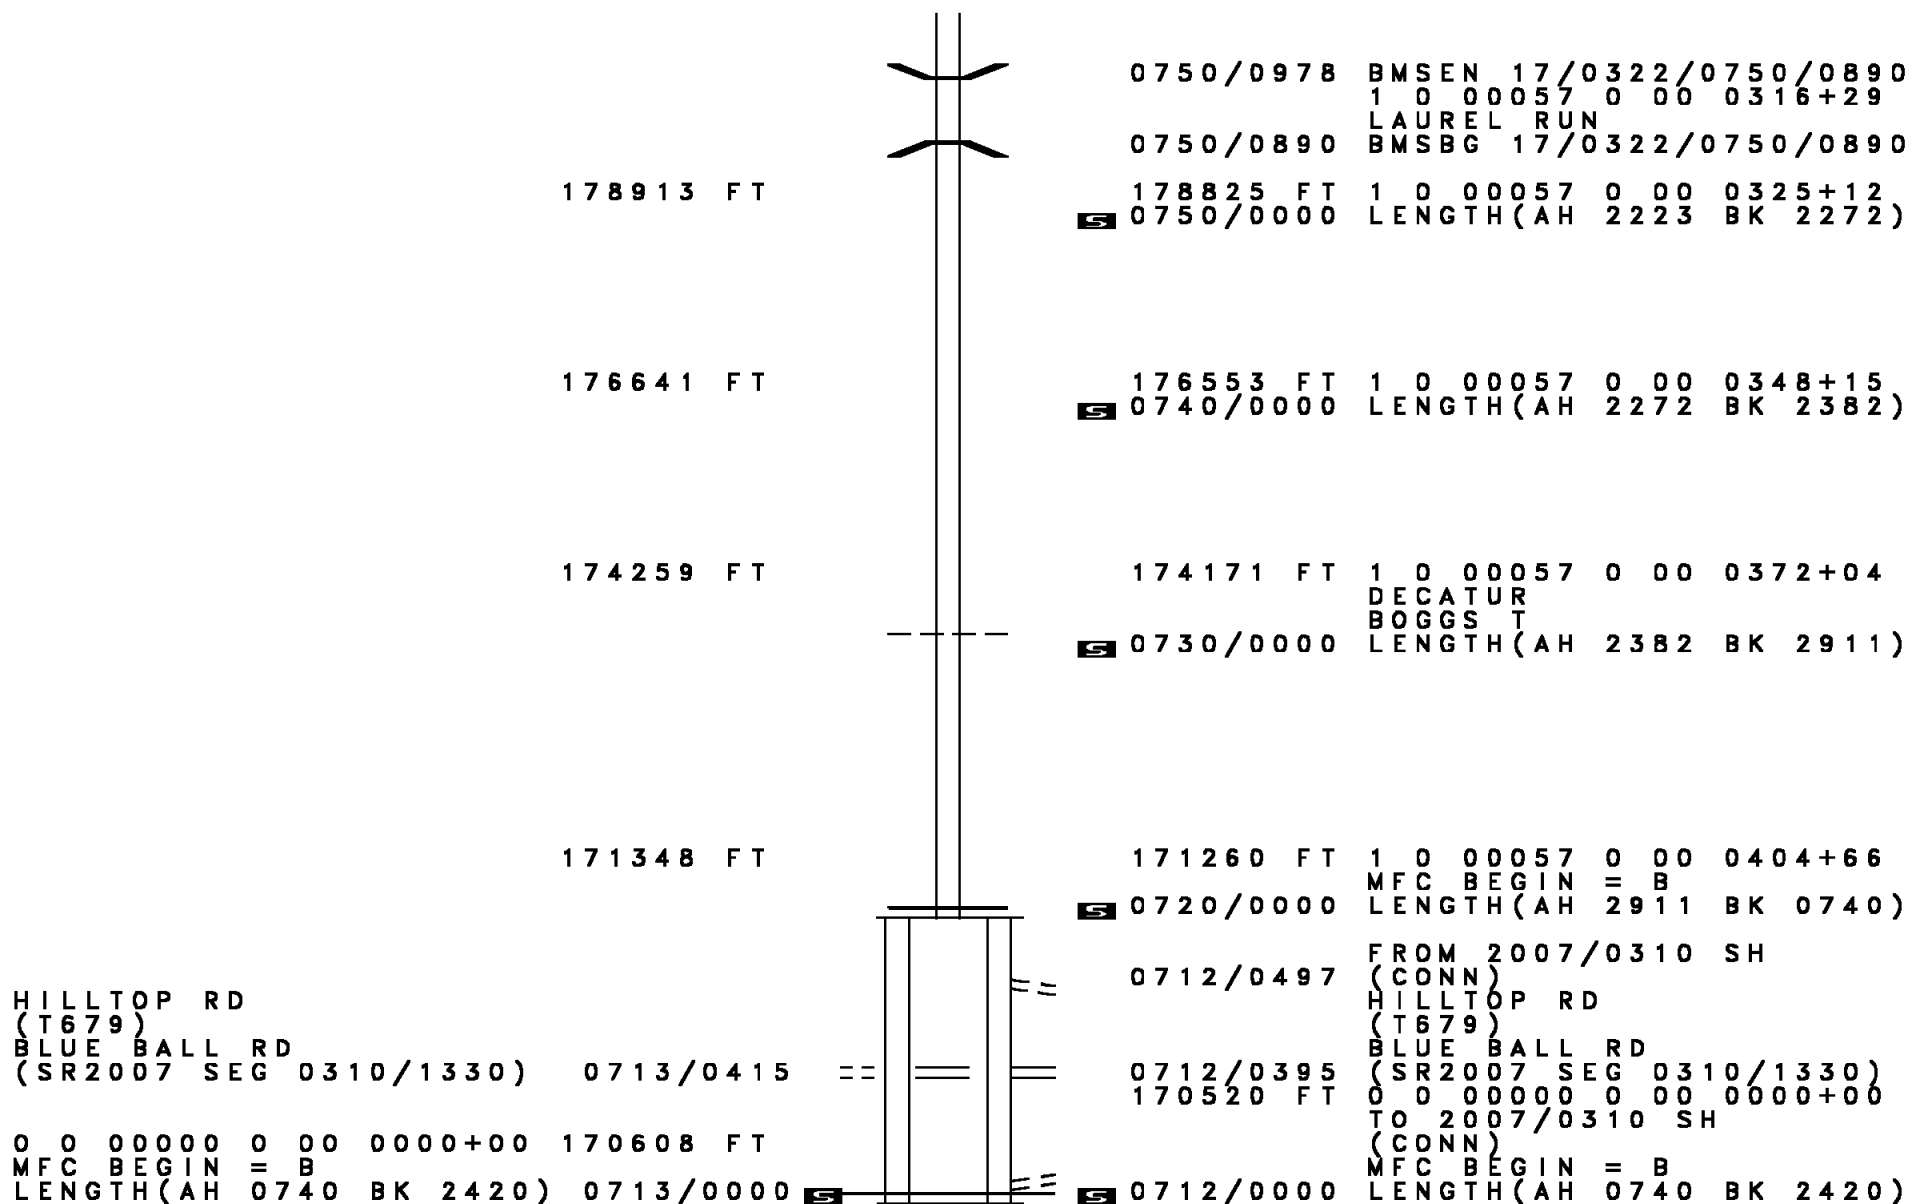 0750/0978 BMSEN 17/0322/0750/0890
1 0 00057 0 00 0316+29
LAUREL RUN
0750/0890 BMSBG 17/0322/0750/0890
178913 FT 178825 FT 1 0 00057 0 00 0325+12
S 0750/0000 LENGTH(AH 2223 BK 2272)
176641 FT 176553 FT 1 0 00057 0 00 0348+15
S 0740/0000 LENGTH(AH 2272 BK 2382)
174259 FT 174171 FT 1 0 00057 0 00 0372+04
DECATUR
BOGGS T
S 0730/0000 LENGTH(AH 2382 BK 2911)
171348 FT 171260 FT 1 0 00057 0 00 0404+66
MFC BEGIN = B
S 0720/0000 LENGTH(AH 2911 BK 0740)
FROM 2007/0310 SH
0712/0497 (CONN)
HILLTOP RD HILLTOP RD
(T679) (T679)
BLUE BALL RD BLUE BALL RD
(SR2007 SEG 0310/1330) 0713/0415 0712/0395 (SR2007 SEG 0310/1330)
170520 FT 0 0 00000 0 00 0000+00
TO 2007/0310 SH
0 0 00000 0 00 0000+00 170608 FT (CONN)
MFC BEGIN = B MFC BEGIN = B
LENGTH(AH 0740 BK 2420) 0713/0000 S S 0712/0000 LENGTH(AH 0740 BK 2420)